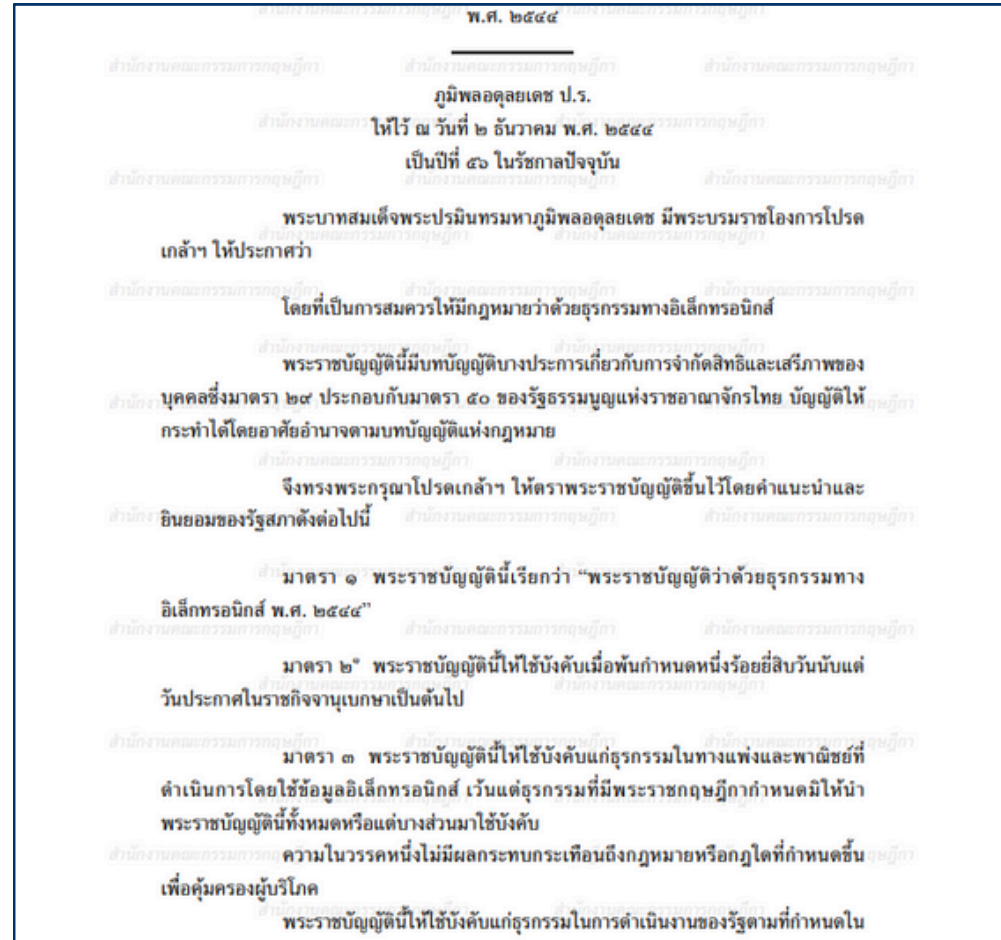 พ.ศ. ๒๕๔๔
ภูมิพลอดุลยเดช ป.ร.
ให้ไว้ ณ วันที่ ๒ ธันวาคม พ.ศ. ๒๕๔๔
เป็นปีที่ ๕๖ ในรัชกาลปัจจุบัน
พระบาทสมเด็จพระปรมินทรมหาภูมิพลอดุลยเดช มีพระบรมราชโองการโปรด
เกล้าฯ ให้ประกาศว่า
โดยที่เป็นการสมควรให้มีกฎหมายว่าด้วยธุรกรรมทางอิเล็กทรอนิกส์
พระราชบัญญัตินี้มีบทบัญญัติบางประการเกี่ยวกับการจำกัดสิทธิและเสรีภาพของ
บุคคลซึ่งมาตรา ๒๙ ประกอบกับมาตรา ๕๐ ของรัฐธรรมนูญแห่งราชอาณาจักรไทย บัญญัติให้
กระทำได้โดยอาศัยอำนาจตามบทบัญญัติแห่งกฎหมาย
จึงทรงพระกรุณาโปรดเกล้าฯ ให้ตราพระราชบัญญัติขึ้นไว้โดยคำแนะนำและ
ยินยอมของรัฐสภาดังต่อไปนี้
มาตรา ๑ พระราชบัญญัตินี้เรียกว่า “พระราชบัญญัติว่าด้วยธุรกรรมทาง
อิเล็กทรอนิกส์ พ.ศ. ๒๕๔๔”
มาตรา ๒* พระราชบัญญัตินี้ให้ใช้บังคับเมื่อพ้นกำหนดหนึ่งร้อยยี่สิบวันนับแต่
วันประกาศในราชกิจจานุเบกษาเป็นต้นไป
มาตรา ๓ พระราชบัญญัตินี้ให้ใช้บังคับแก่ธุรกรรมในทางแพ่งและพาณิชย์ที่
ดำเนินการโดยใช้ข้อมูลอิเล็กทรอนิกส์ เว้นแต่ธุรกรรมที่มีพระราชกฤษฎีกากำหนดมิให้นำ
พระราชบัญญัตินี้ทั้งหมดหรือแต่บางส่วนมาใช้บังคับ
ความในวรรคหนึ่งไม่มีผลกระทบกระเทือนถึงกฎหมายหรือกฎใดที่กำหนดขึ้น
เพื่อคุ้มครองผู้บริโภค
พระราชบัญญัตินี้ให้ใช้บังคับแก่ธุรกรรมในการดำเนินงานของรัฐตามที่กำหนดใน